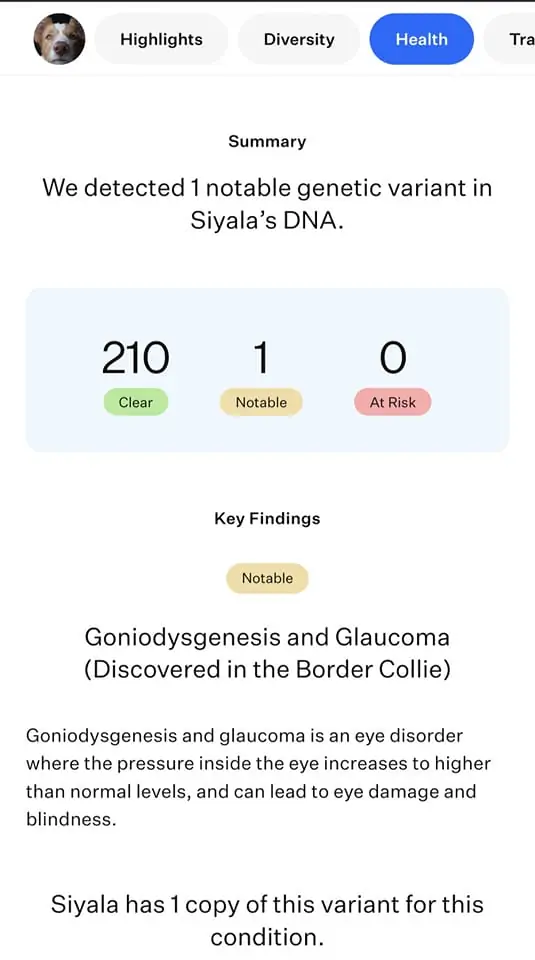 Highlights
Diversity
Health
Tra
Summary
We detected 1 notable genetic variant in
Siyala’s DNA.
210
1
0
Clear
Notable
At Risk
Key Findings
Notable
Goniodysgenesis and Glaucoma
(Discovered in the Border Collie)
Goniodysgenesis and glaucoma is an eye disorder
where the pressure inside the eye increases to higher
than normal levels, and can lead to eye damage and
blindness.
Siyala has 1 copy of this variant for this
condition.